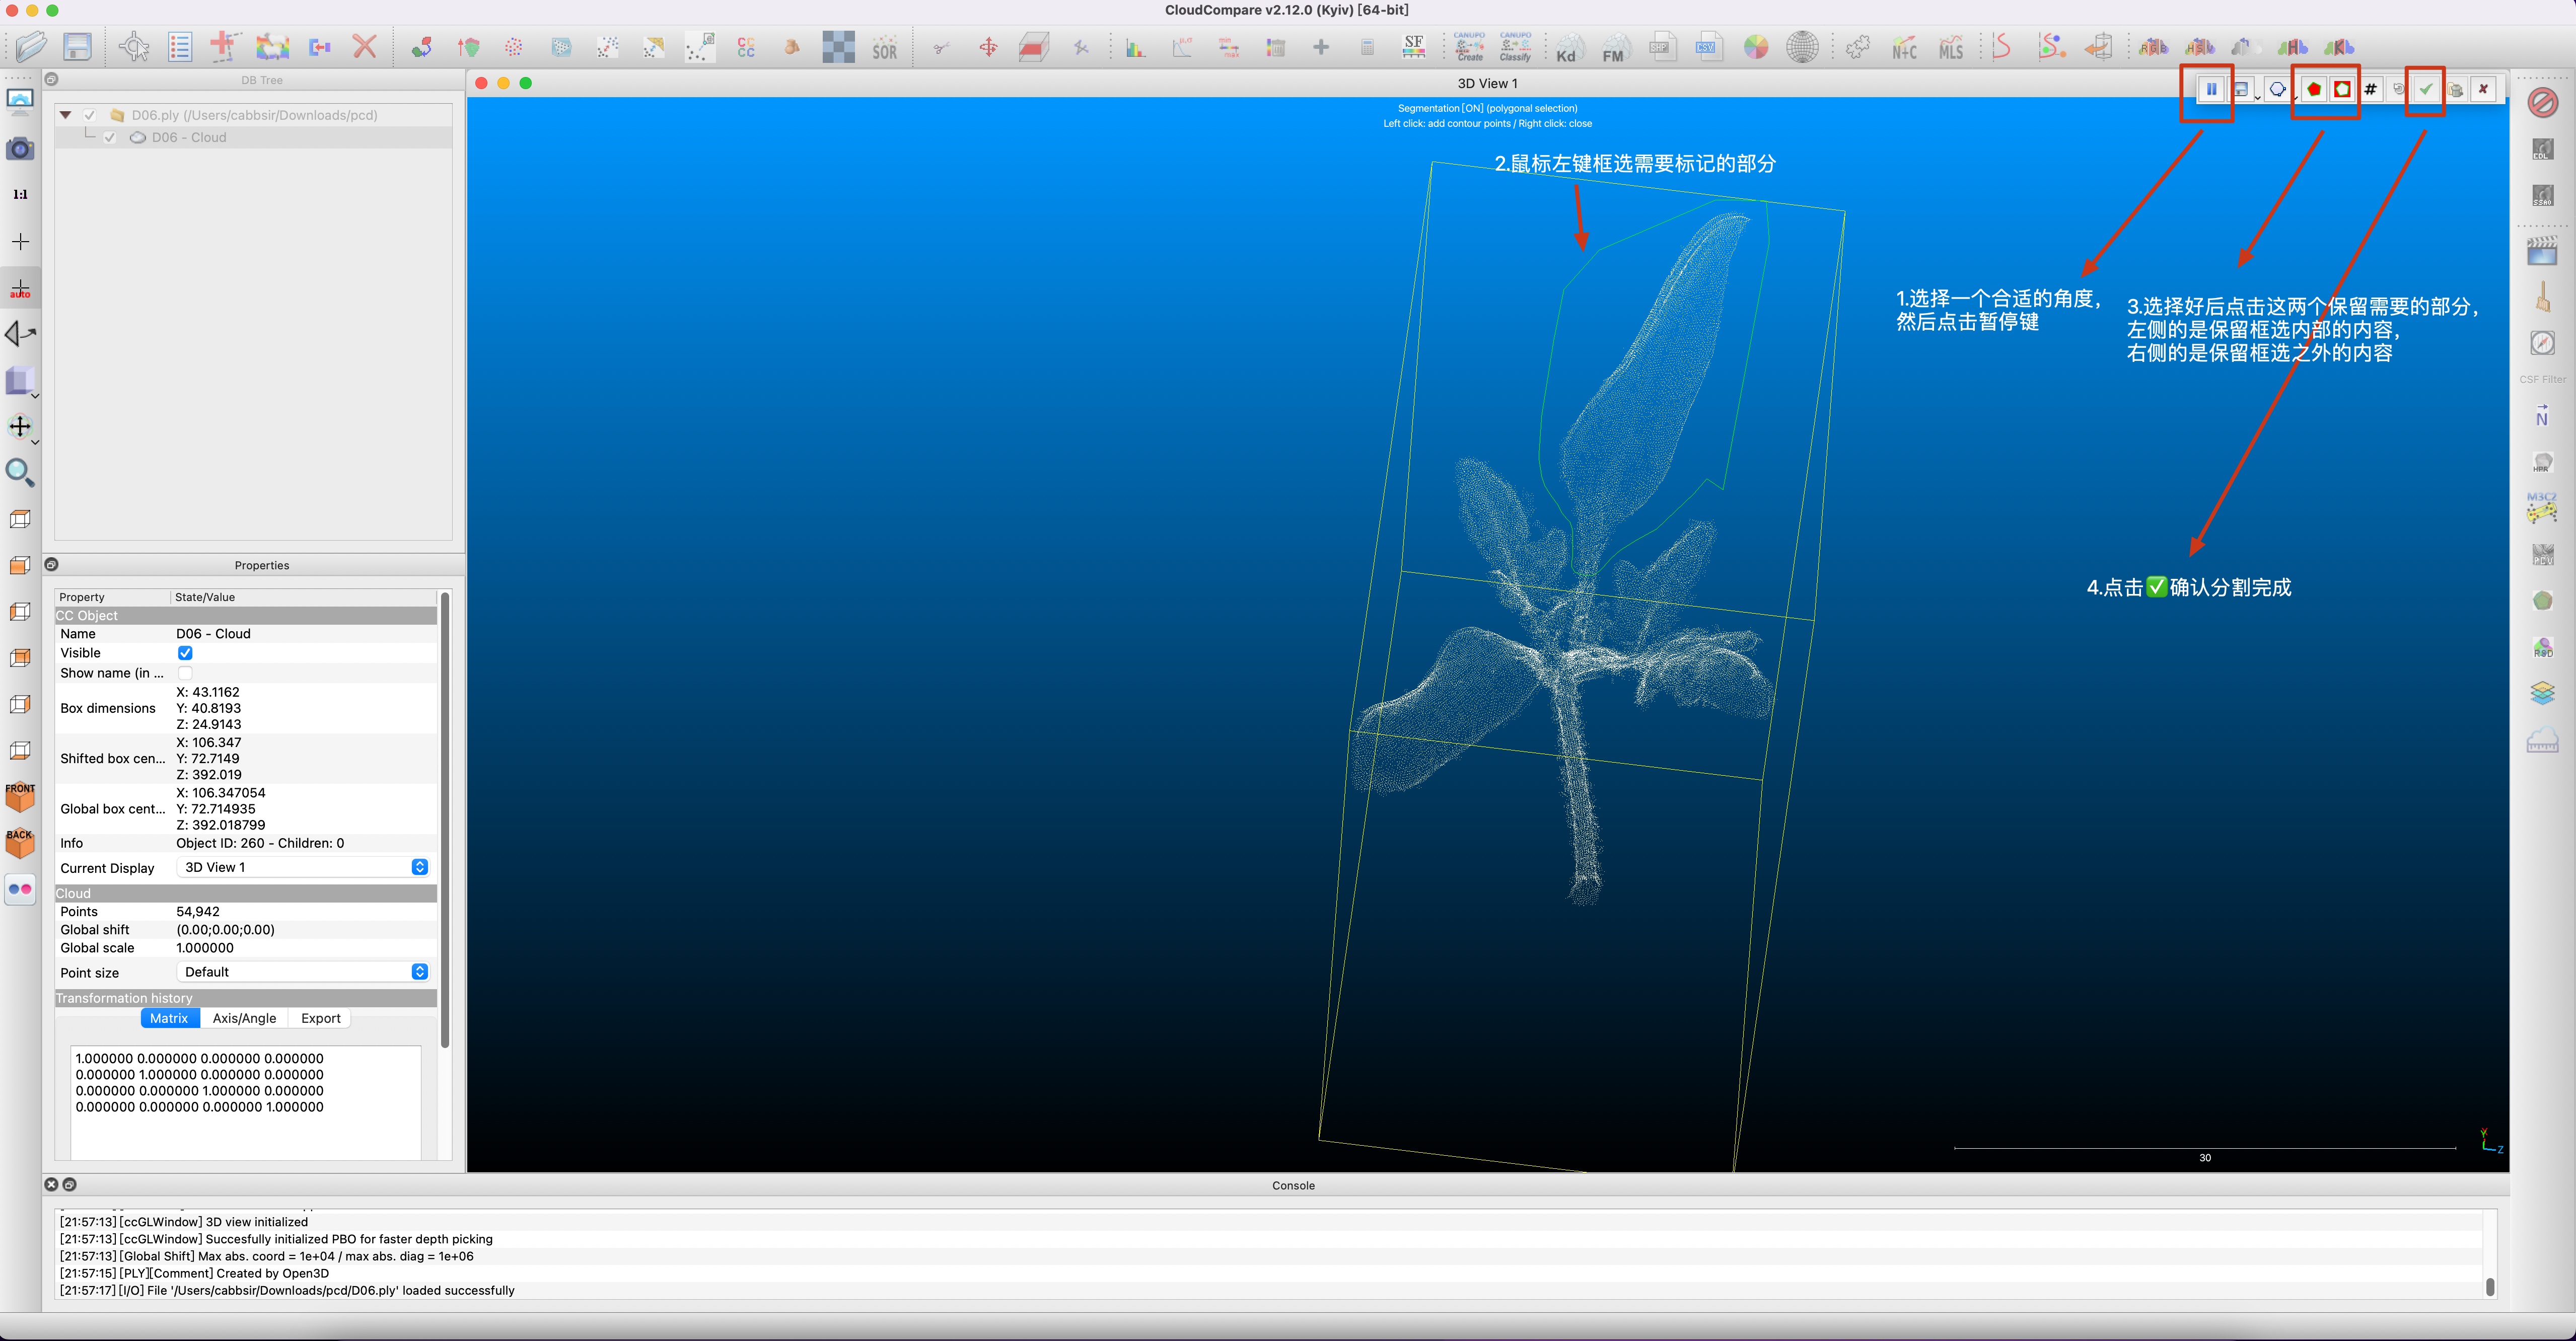 CloudCompare v2.12.0 (Kyiv) [64-bit]
SOR
SF
CANUPO
Create
CANUPO
Classify
Kd
FM
SHP
CSV
N+C
MLS
RGB
HSV
H
K
DB Tree
D06.ply (/Users/cabbsir/Downloads/pcd)
D06 - Cloud
1:1
auto
FRONT
BACK
Properties
Property State/Value
CC Object
Name D06 - Cloud
Visible
Show name (in ...
Box dimensions X: 43.1162
Y: 40.8193
Z: 24.9143
Shifted box cen... X: 106.347
Y: 72.7149
Z: 392.019
Global box cent... X: 106.347054
Y: 72.714935
Z: 392.018799
Info Object ID: 260 - Children: 0
Current Display 3D View 1
Cloud
Points 54,942
Global shift (0.00;0.00;0.00)
Global scale 1.000000
Point size Default
Transformation history
Matrix Axis/Angle Export
1.000000 0.000000 0.000000 0.000000
0.000000 1.000000 0.000000 0.000000
0.000000 0.000000 1.000000 0.000000
0.000000 0.000000 0.000000 1.000000
3D View 1
Segmentation [ON] (polygonal selection)
Left click: add contour points / Right click: close
2.鼠标左键框选需要标记的部分
1.选择一个合适的角度，
然后点击暂停键
3.选择好后点击这两个保留需要的部分，
左侧的是保留框选内部的内容，
右侧的是保留框选之外的内容
4.点击✅确认分割完成
30
Y
Z
EDL
SSAO
CSF Filter
N
HPR
M3C2
PCV
RSD
Console
[21:57:13] [ccGLWindow] 3D view initialized
[21:57:13] [ccGLWindow] Succesfully initialized PBO for faster depth picking
[21:57:13] [Global Shift] Max abs. coord = 1e+04 / max abs. diag = 1e+06
[21:57:15] [PLY][Comment] Created by Open3D
[21:57:17] [I/O] File '/Users/cabbsir/Downloads/pcd/D06.ply' loaded successfully